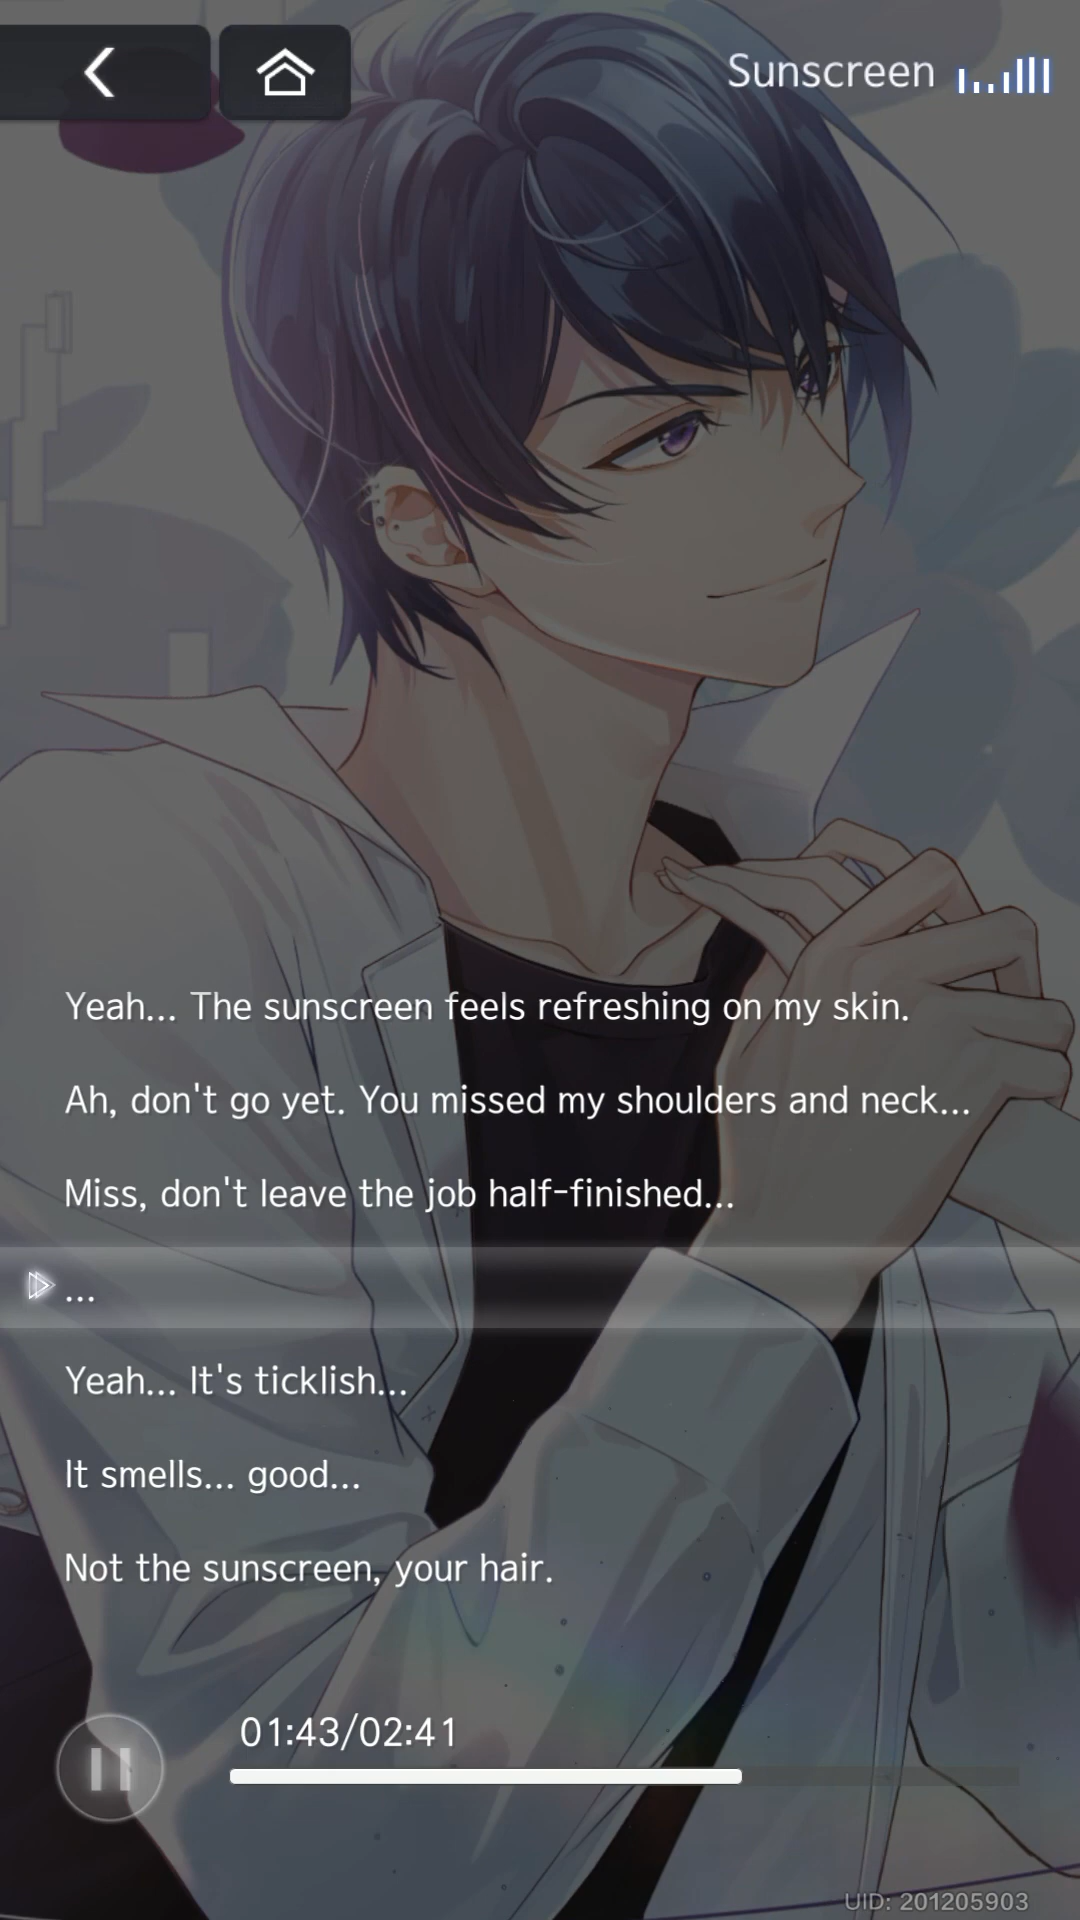 Sunscreen
Yeah... The sunscreen feels refreshing on my skin.
Ah, don't go yet. You missed my shoulders and neck...
Miss, don't leave the job half-finished...
...
Yeah... It's ticklish...
It smells... good...
Not the sunscreen, your hair.
01:43/02:41
UID: 201205903